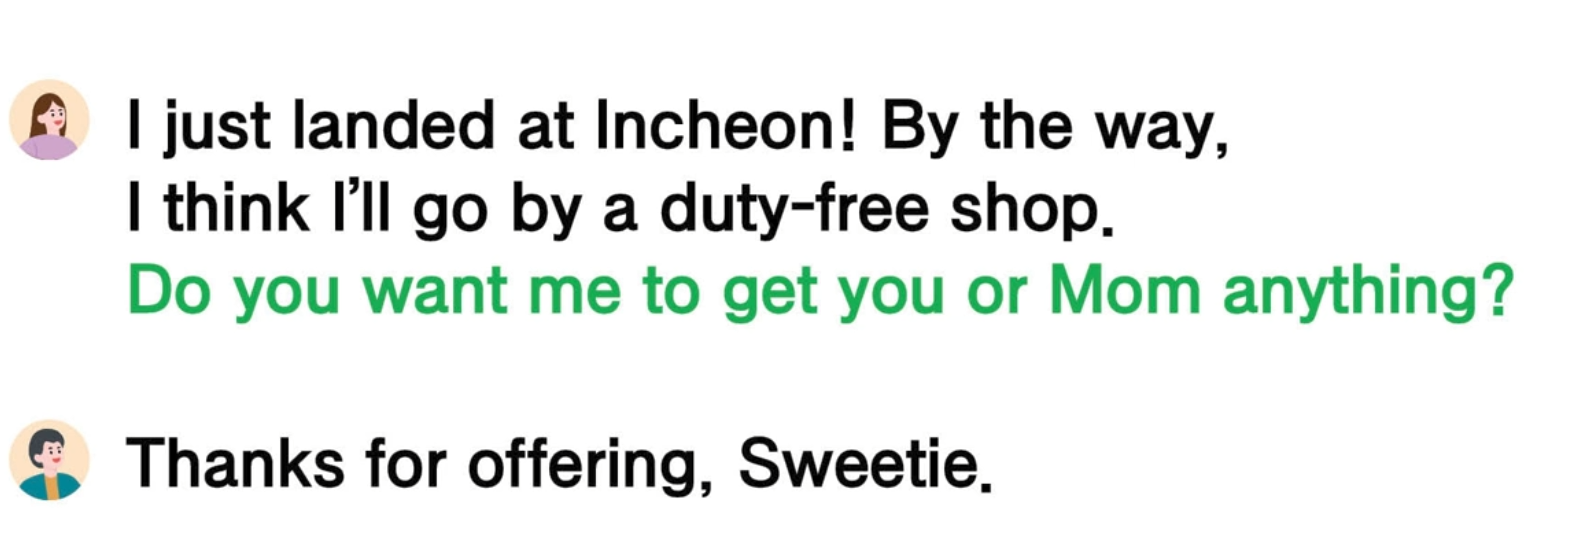 I just landed at Incheon! By the way,
I think I'll go by a duty-free shop.
Do you want me to get you or Mom anything?
Thanks for offering, Sweetie.